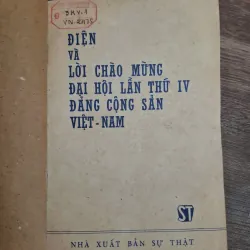 ĐIỆN
VÀ
LỜI CHÀO MỪNG
ĐẠI HỘI LẦN THỨ IV
ĐẢNG CỘNG SẢN
VIỆT-NAM
ST
NHÀ XUẤT BẢN SỰ THẬT